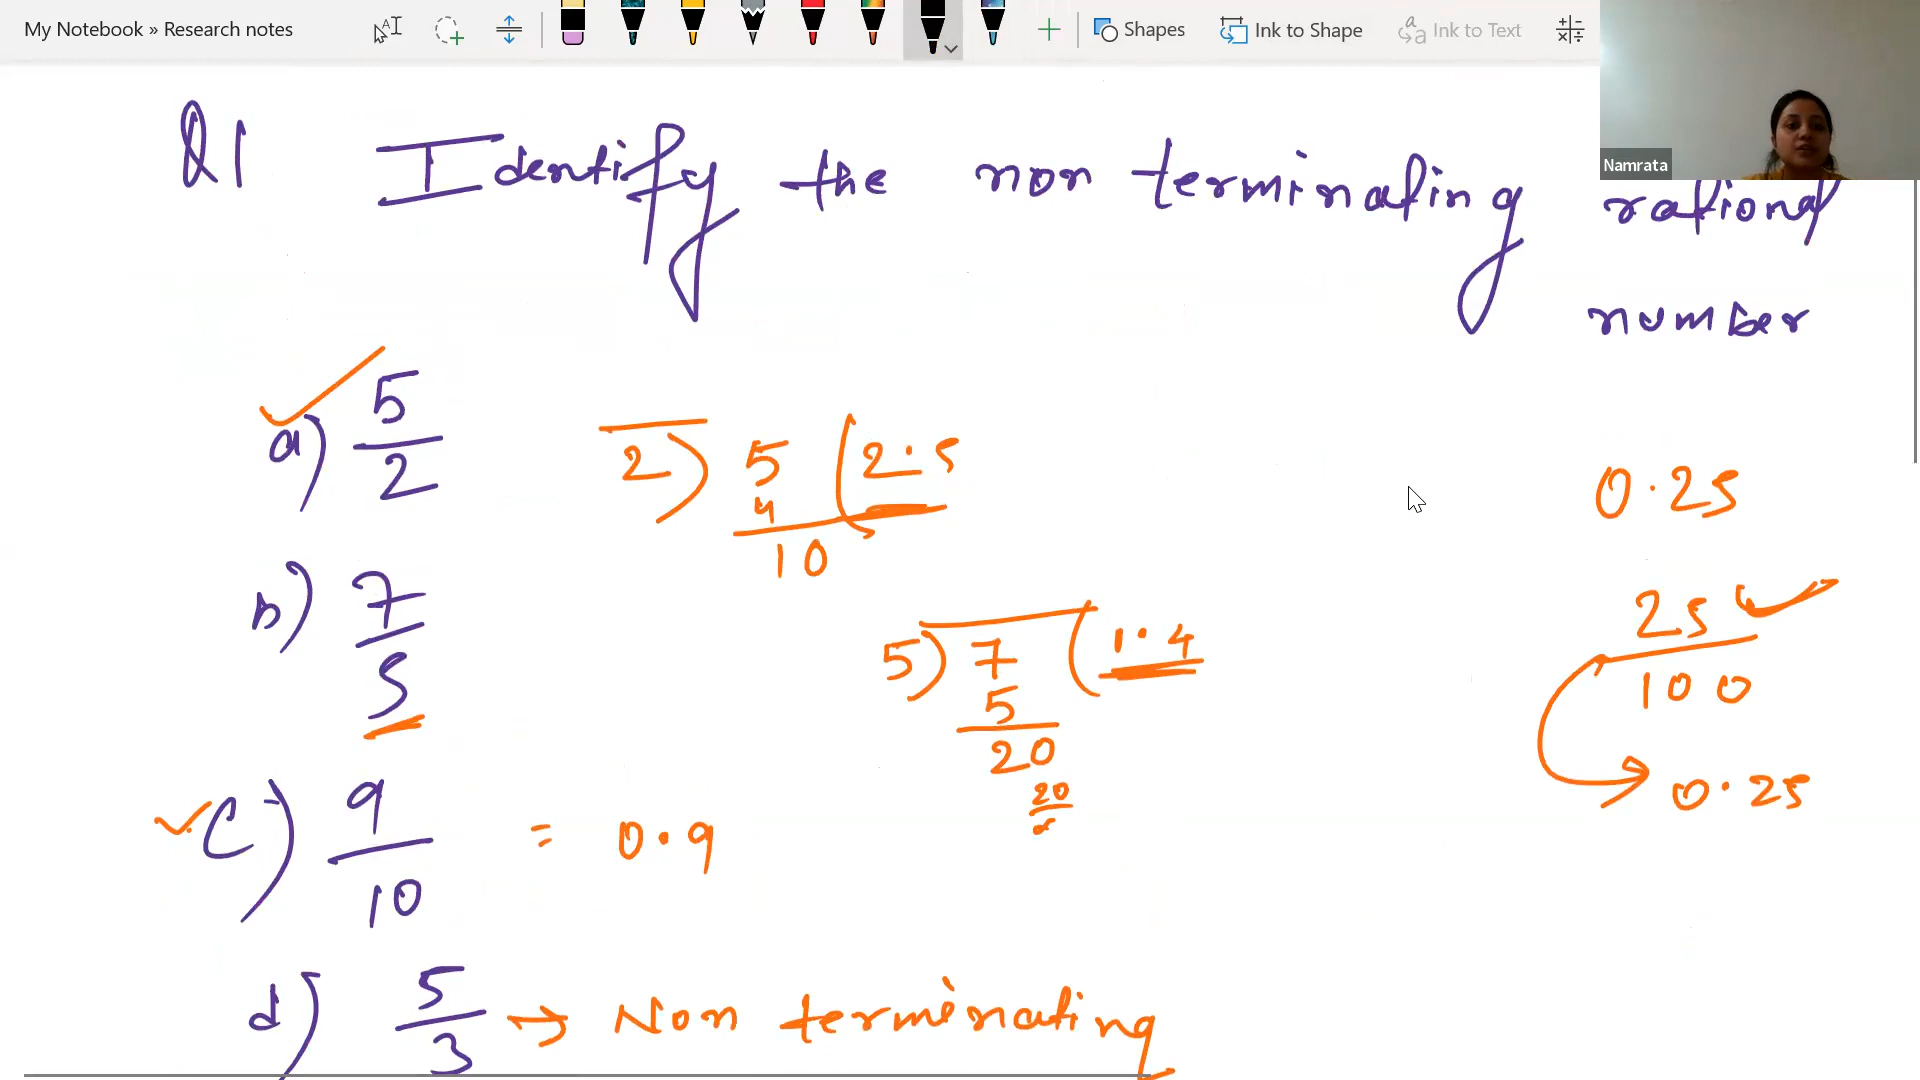 My Notebook » Research notes
Shapes
Ink to Shape
Ink to Text
Namrata
Q1 Identify the non terminating rational
number
a) 5/2
2) 5 (2.5
4
10
0.25
25
100
0.25
b) 7/5
5) 7 (1.4
5
20
20
c) 9/10 = 0.9
d) 5/3 → Non terminating